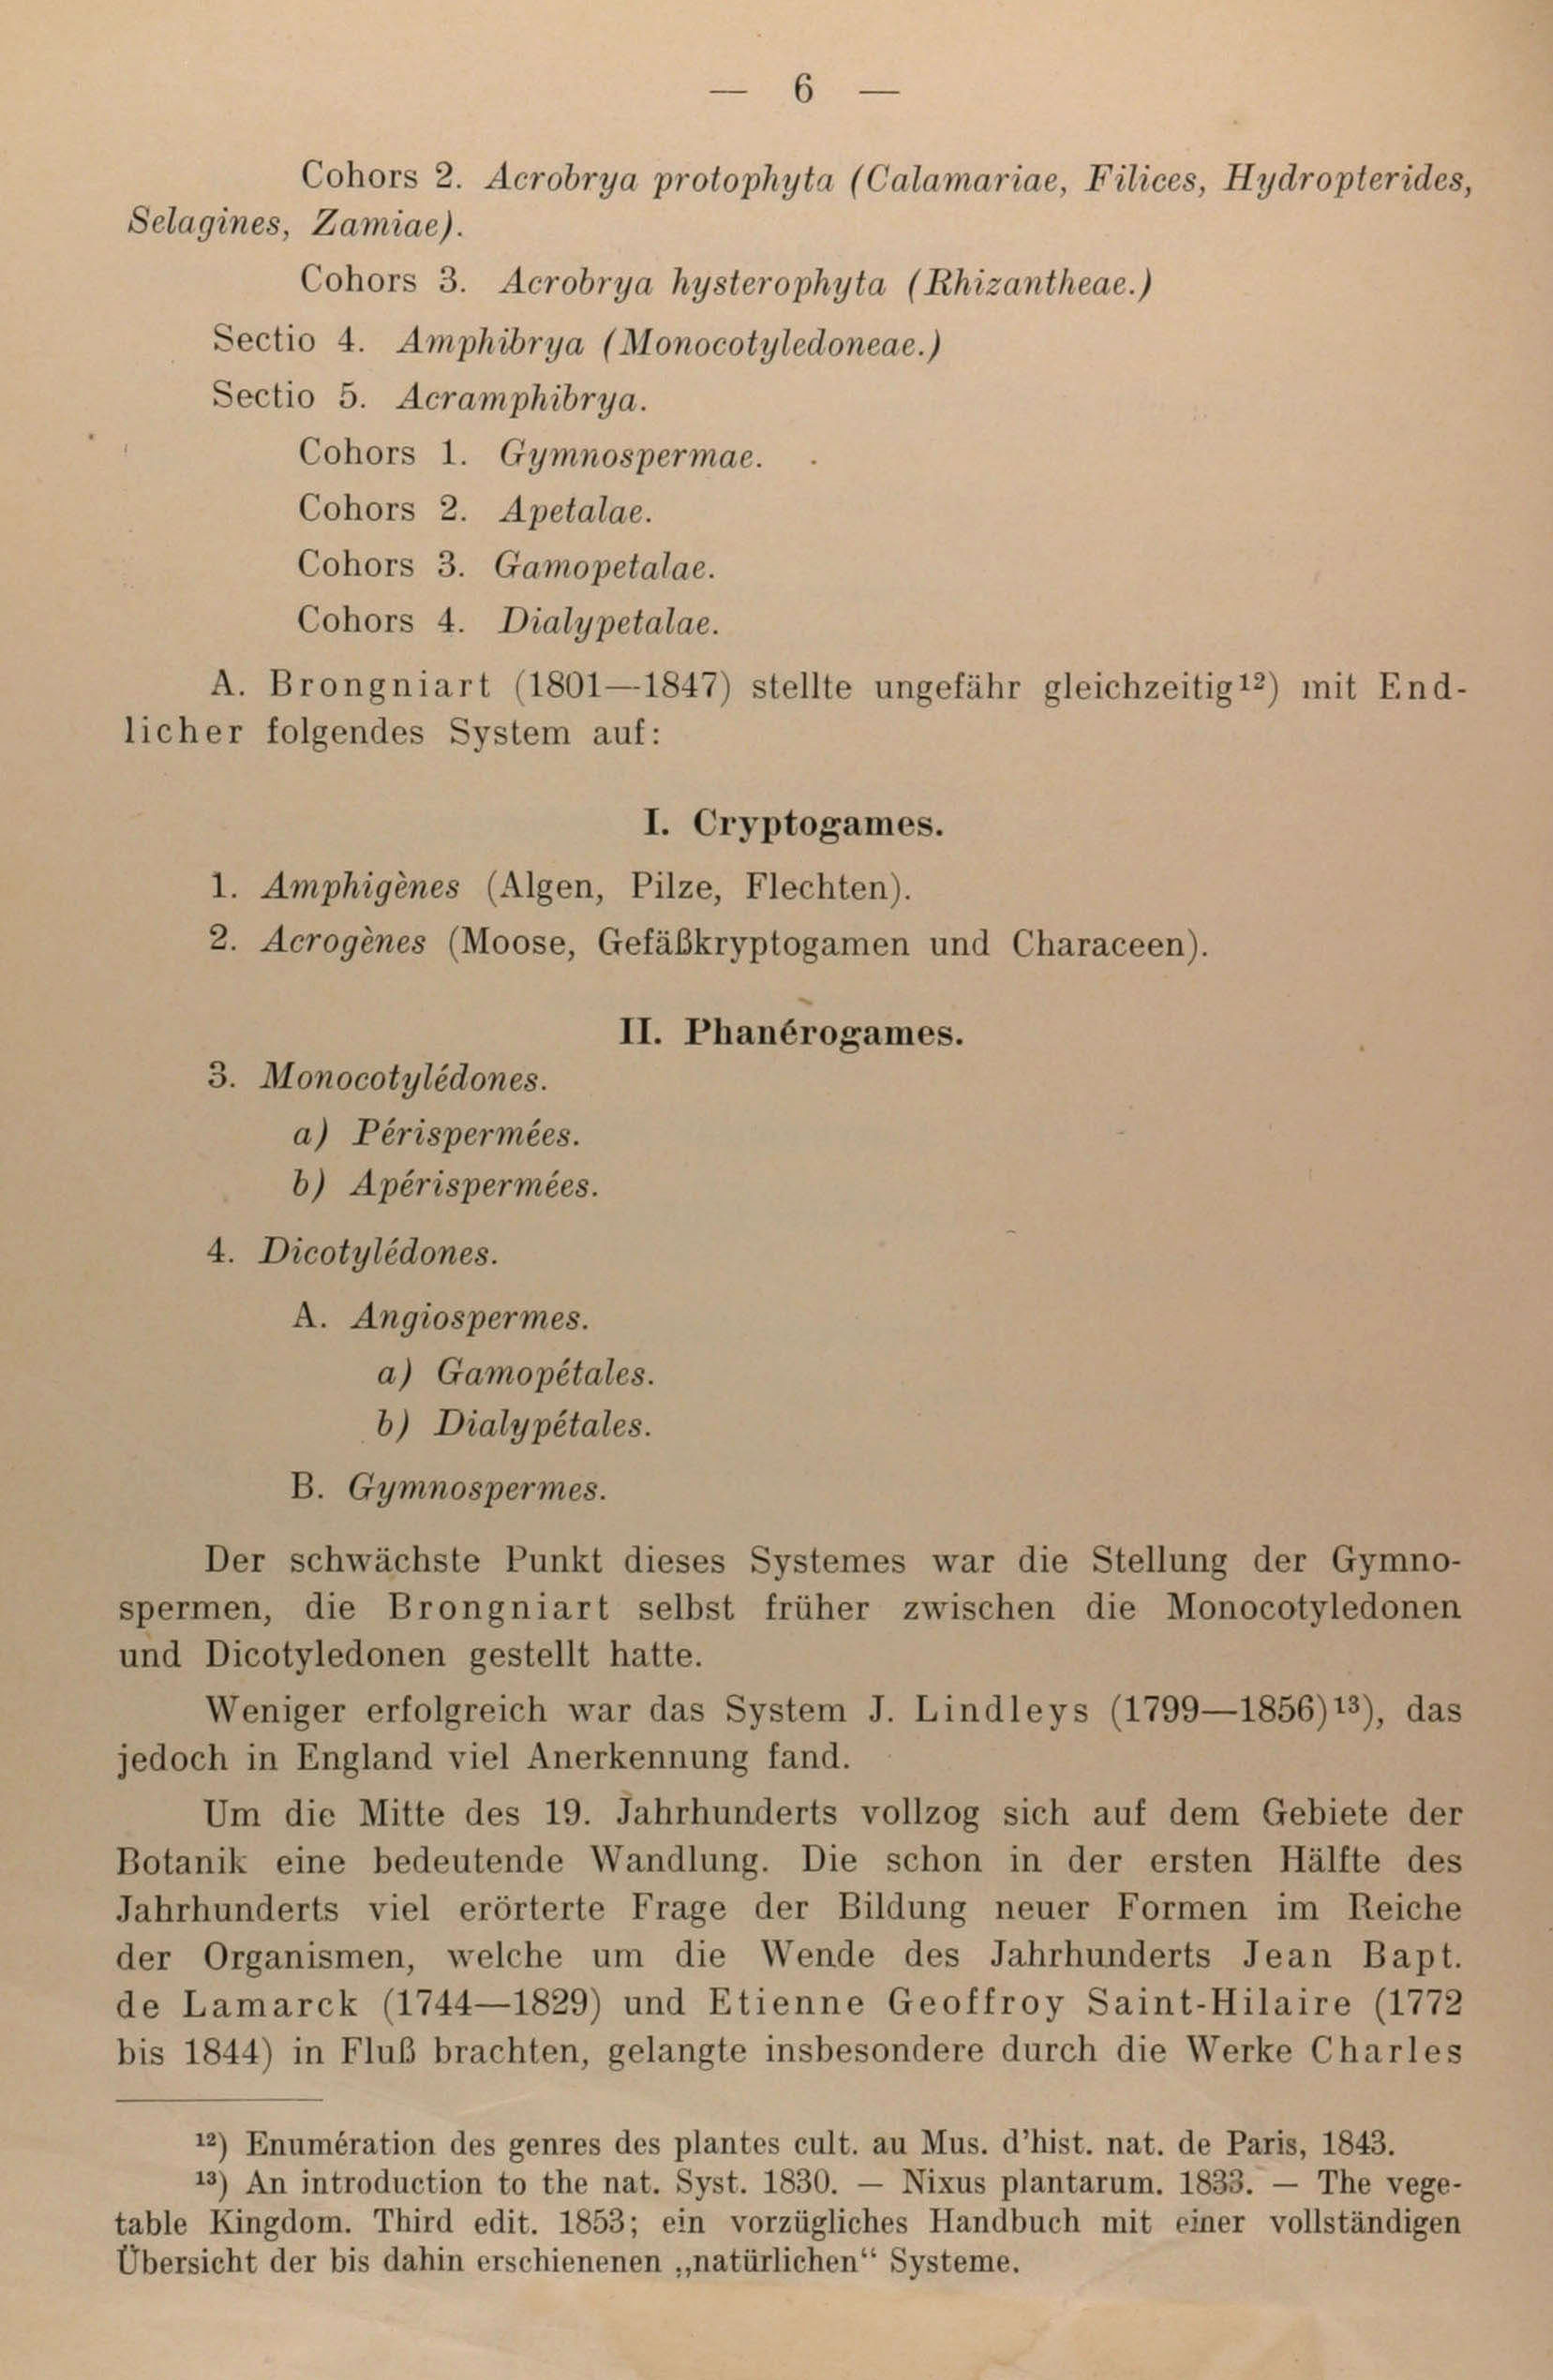 — 6 —
Cohors 2. Acrobrya protophyta (Calamariae, Filices, Hydropterides,
Selagines, Zamiae).
Cohors 3. Acrobrya hysterophyta (Rhizantheae.)
Sectio 4. Amphibrya (Monocotyledoneae.)
Sectio 5. Acramphibrya.
Cohors 1. Gymnospermae.
Cohors 2. Apetalae.
Cohors 3. Gamopetalae.
Cohors 4. Dialypetalae.
A. Brongniart (1801—1847) stellte ungefähr gleichzeitig¹²) mit End-
licher folgendes System auf:
I. Cryptogames.
1. Amphigènes (Algen, Pilze, Flechten).
2. Acrogènes (Moose, Gefäßkryptogamen und Characeen).
II. Phanérogames.
3. Monocotylédones.
a) Périspermées.
b) Apérispermées.
4. Dicotylédones.
A. Angiospermes.
a) Gamopétales.
b) Dialypétales.
B. Gymnospermes.
Der schwächste Punkt dieses Systemes war die Stellung der Gymno-
spermen, die Brongniart selbst früher zwischen die Monocotyledonen
und Dicotyledonen gestellt hatte.
Weniger erfolgreich war das System J. Lindleys (1799—1856)¹³), das
jedoch in England viel Anerkennung fand.
Um die Mitte des 19. Jahrhunderts vollzog sich auf dem Gebiete der
Botanik eine bedeutende Wandlung. Die schon in der ersten Hälfte des
Jahrhunderts viel erörterte Frage der Bildung neuer Formen im Reiche
der Organismen, welche um die Wende des Jahrhunderts Jean Bapt.
de Lamarck (1744—1829) und Etienne Geoffroy Saint-Hilaire (1772
bis 1844) in Fluß brachten, gelangte insbesondere durch die Werke Charles
¹²) Enumération des genres des plantes cult. au Mus. d'hist. nat. de Paris, 1843.
¹³) An introduction to the nat. Syst. 1830. — Nixus plantarum. 1833. — The vege-
table Kingdom. Third edit. 1853; ein vorzügliches Handbuch mit einer vollständigen
Übersicht der bis dahin erschienenen „natürlichen“ Systeme.